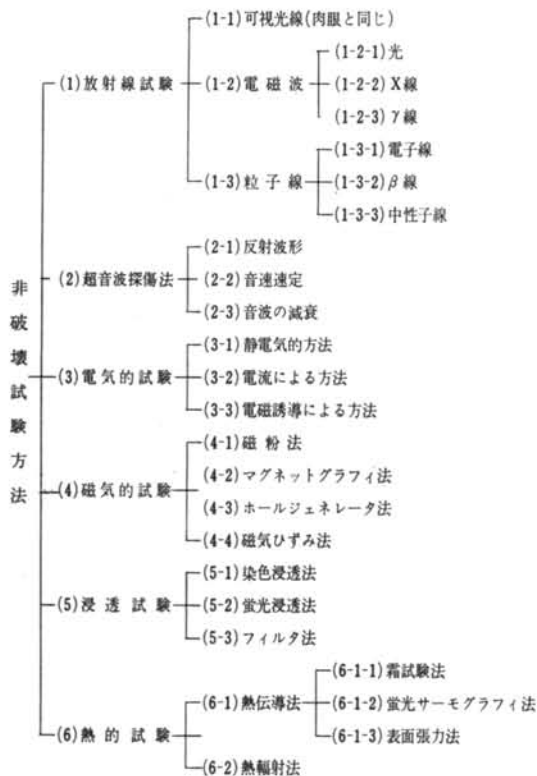 非破壊試験方法
(1)放射線試験
(1-1)可視光線(肉眼と同じ)
(1-2)電磁波
(1-2-1)光
(1-2-2)X線
(1-2-3)γ線
(1-3)粒子線
(1-3-1)電子線
(1-3-2)β線
(1-3-3)中性子線
(2)超音波探傷法
(2-1)反射波形
(2-2)音速速定
(2-3)音波の減衰
(3)電気的試験
(3-1)静電気的方法
(3-2)電流による方法
(3-3)電磁誘導による方法
(4)磁気的試験
(4-1)磁粉法
(4-2)マグネットグラフィ法
(4-3)ホールジェネレータ法
(4-4)磁気ひずみ法
(5)浸透試験
(5-1)染色浸透法
(5-2)蛍光浸透法
(5-3)フィルタ法
(6)熱的試験
(6-1)熱伝導法
(6-1-1)霜試験法
(6-1-2)蛍光サーモグラフィ法
(6-1-3)表面張力法
(6-2)熱輻射法